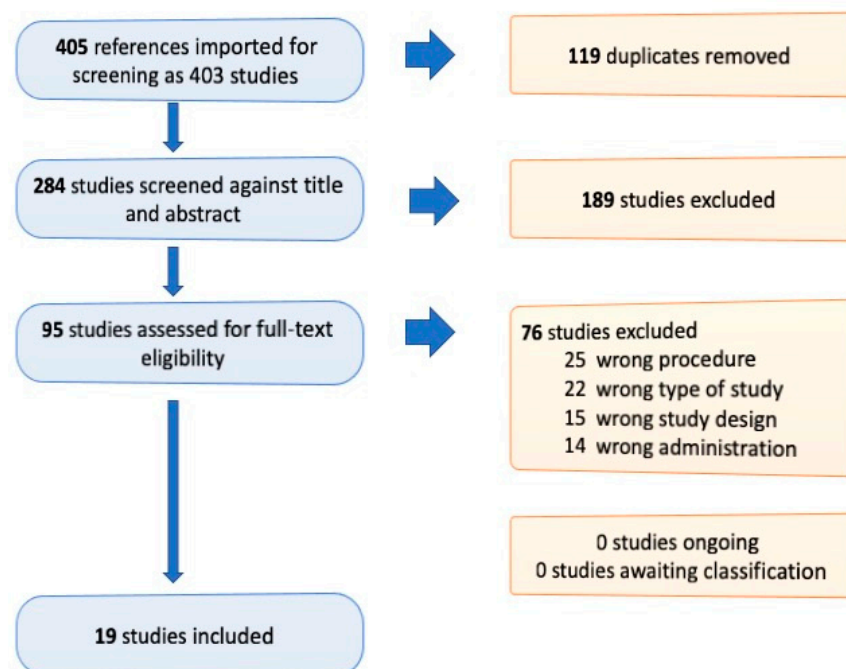 405 references imported for
screening as 403 studies
119 duplicates removed
284 studies screened against title
and abstract
189 studies excluded
95 studies assessed for full-text
eligibility
76 studies excluded
25 wrong procedure
22 wrong type of study
15 wrong study design
14 wrong administration
0 studies ongoing
0 studies awaiting classification
19 studies included